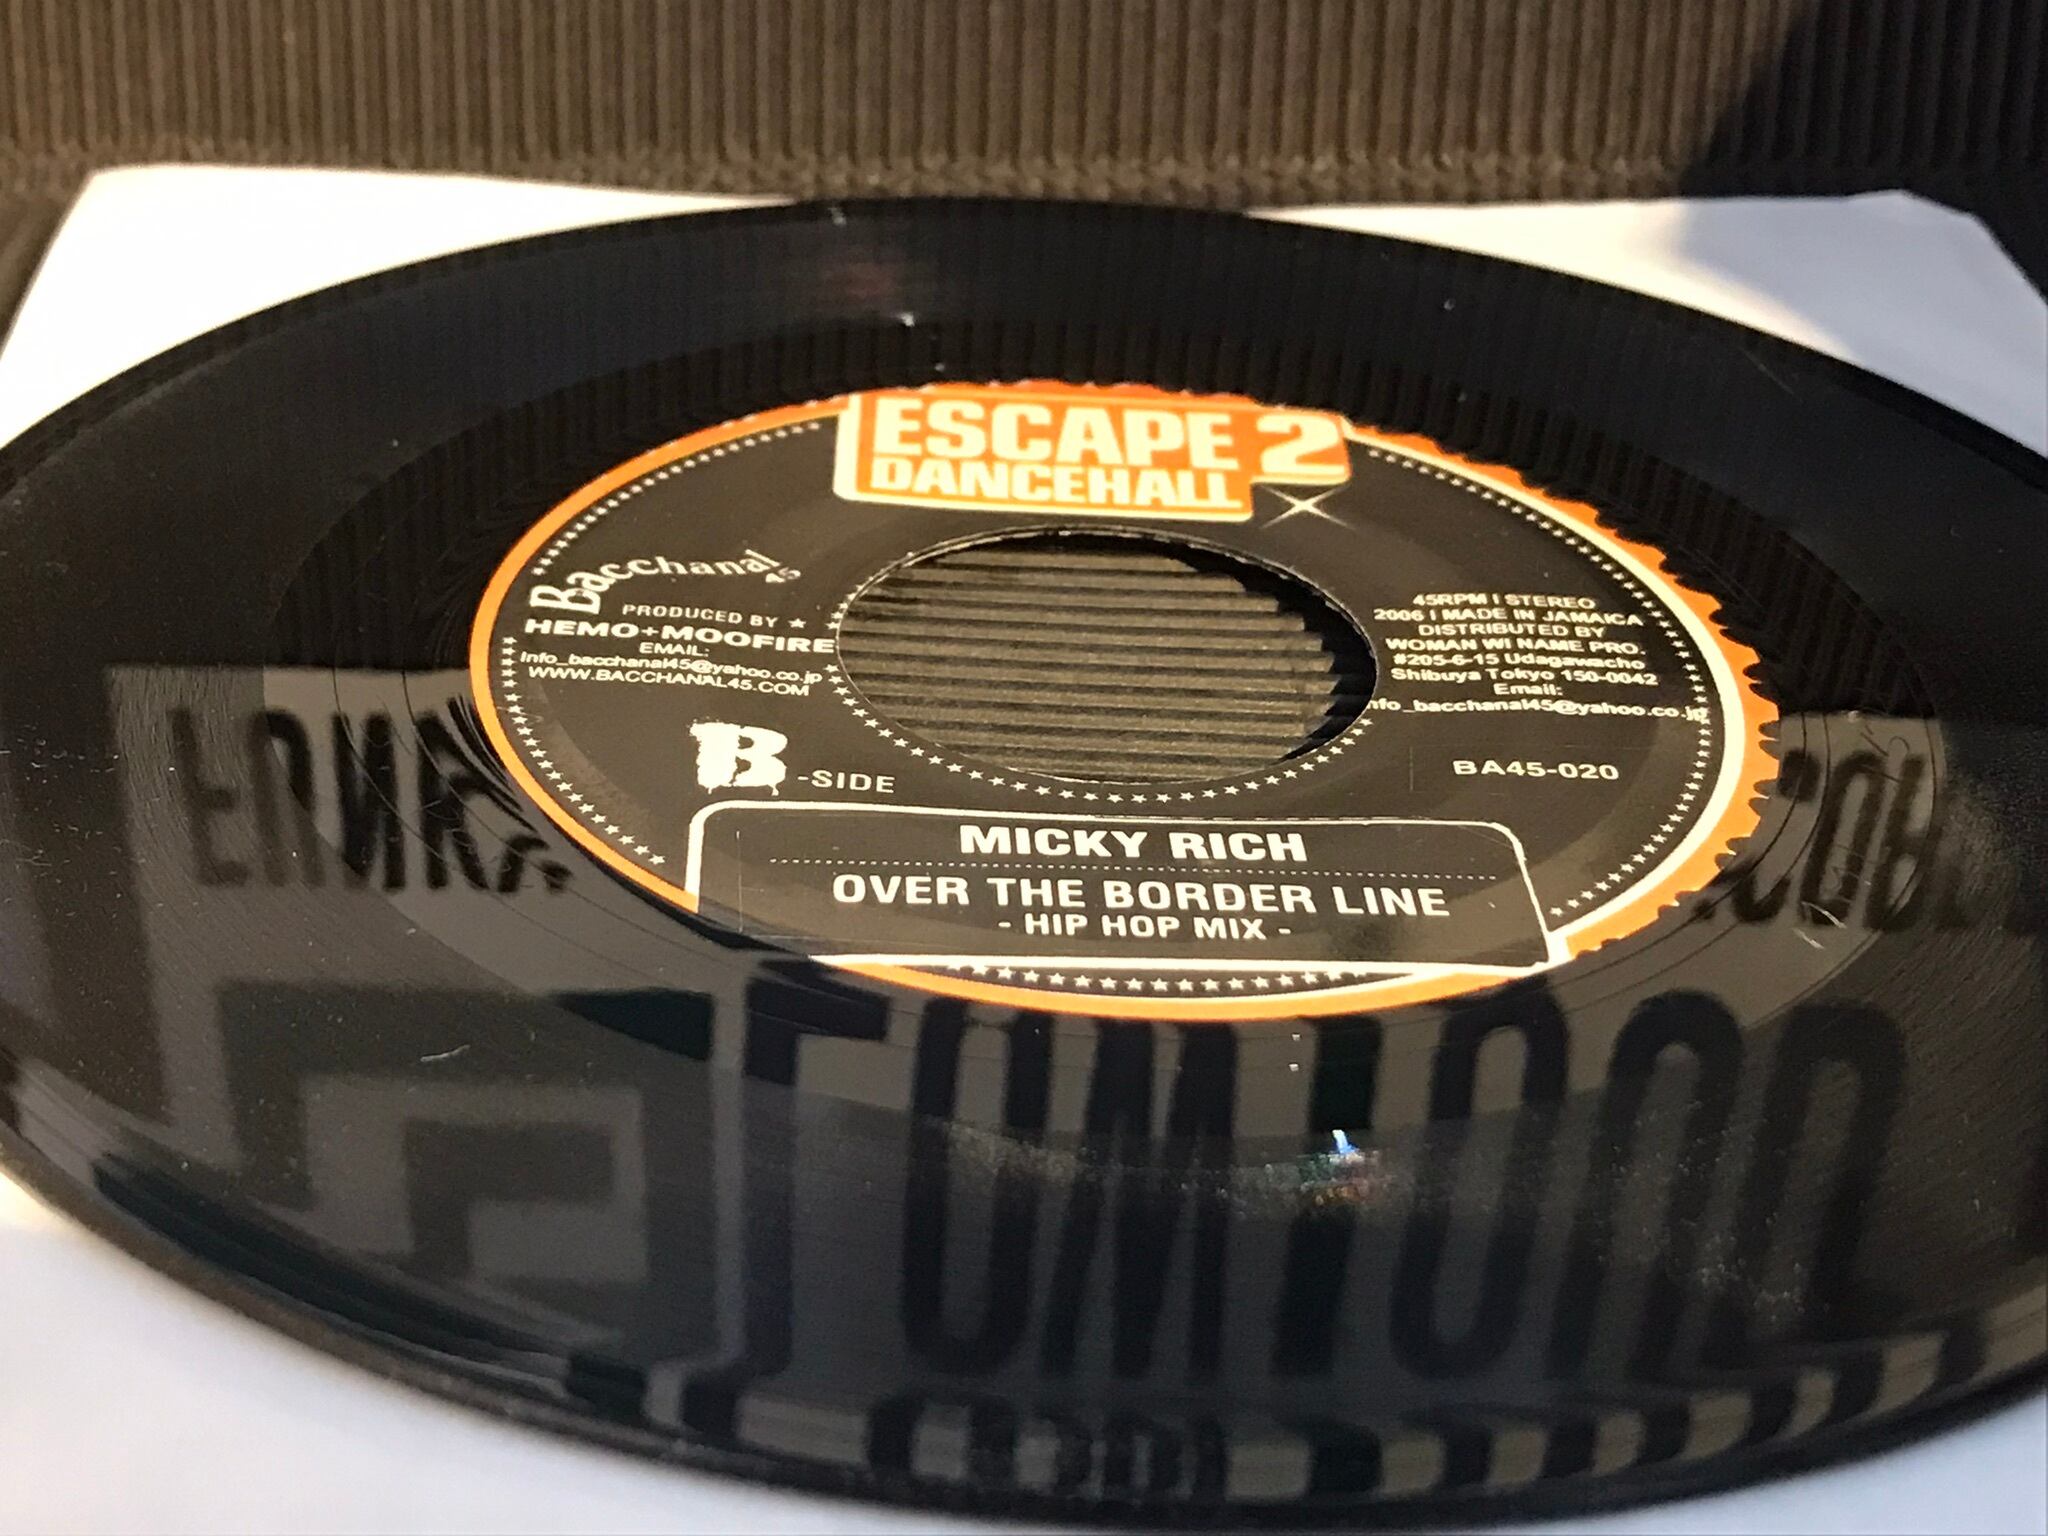 ESCAPE 2
DANCEHALL
Bacchanal
45
PRODUCED BY ★
HEMO+MOOFIRE
EMAIL:
Info_bacchanal45@yahoo.co.jp
WWW.BACCHANAL45.COM
B-SIDE
45RPM I STEREO
2006 I MADE IN JAMAICA
DISTRIBUTED BY
WOMAN WI NAME PRO.
#205-6-15 Udagawacho
Shibuya Tokyo 150-0042
Email:
nfo_bacchanal45@yahoo.co.jp
BA45-020
MICKY RICH
OVER THE BORDER LINE
- HIP HOP MIX -